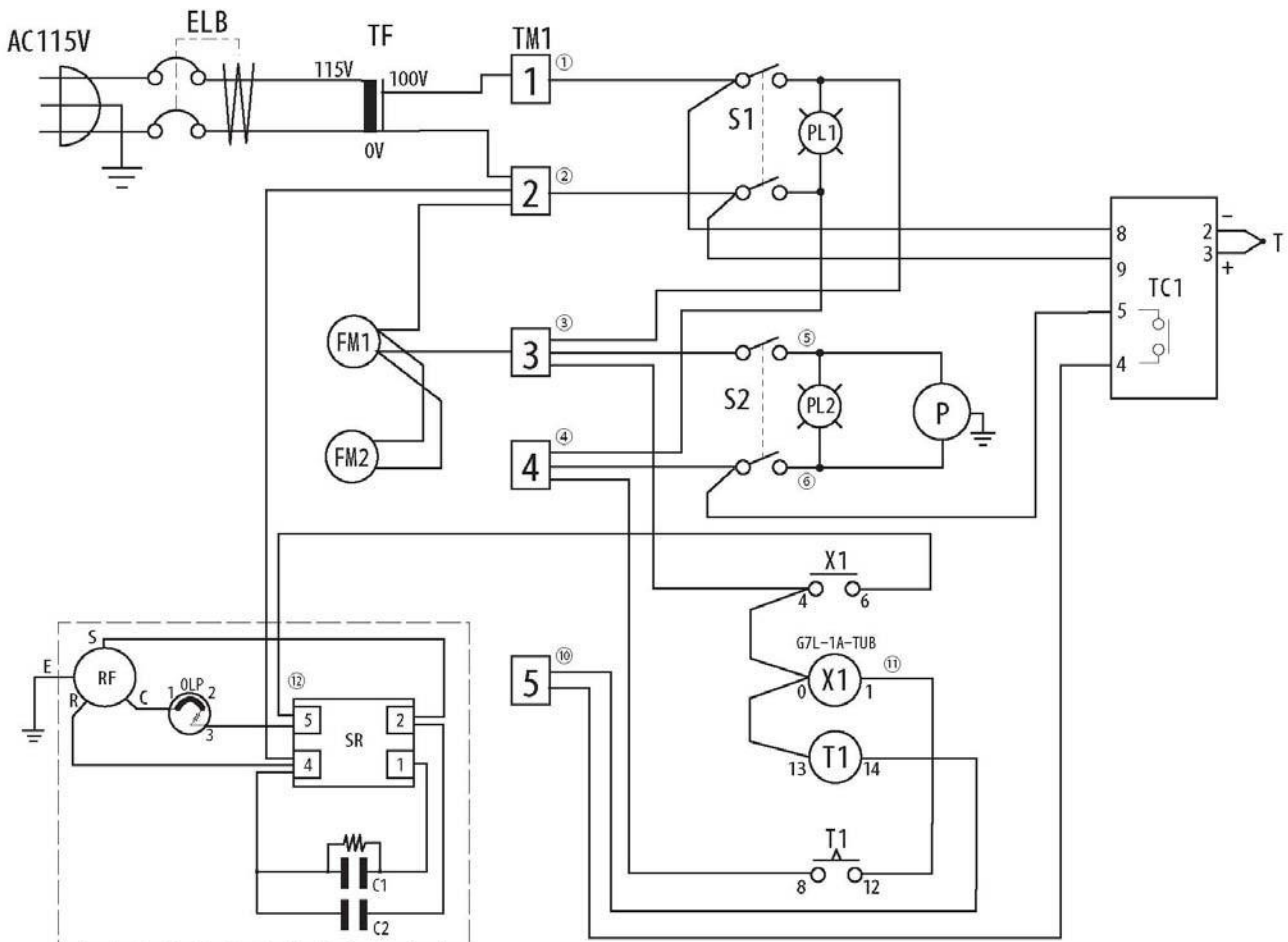 AC115V
ELB
TF
TM1
115V
100V
0V
1
①
S1
PL1
2
②
8
9
5
4
TC1
2
3
-
+
T
FM1
3
③
⑤
S2
PL2
P
FM2
4
④
⑥
X1
4
6
G7L-1A-TUB
X1
0
1
⑪
5
⑩
T1
13
14
T1
8
12
S
E
RF
R
C
1
OLP
2
3
⑫
5
2
SR
4
1
C1
C2